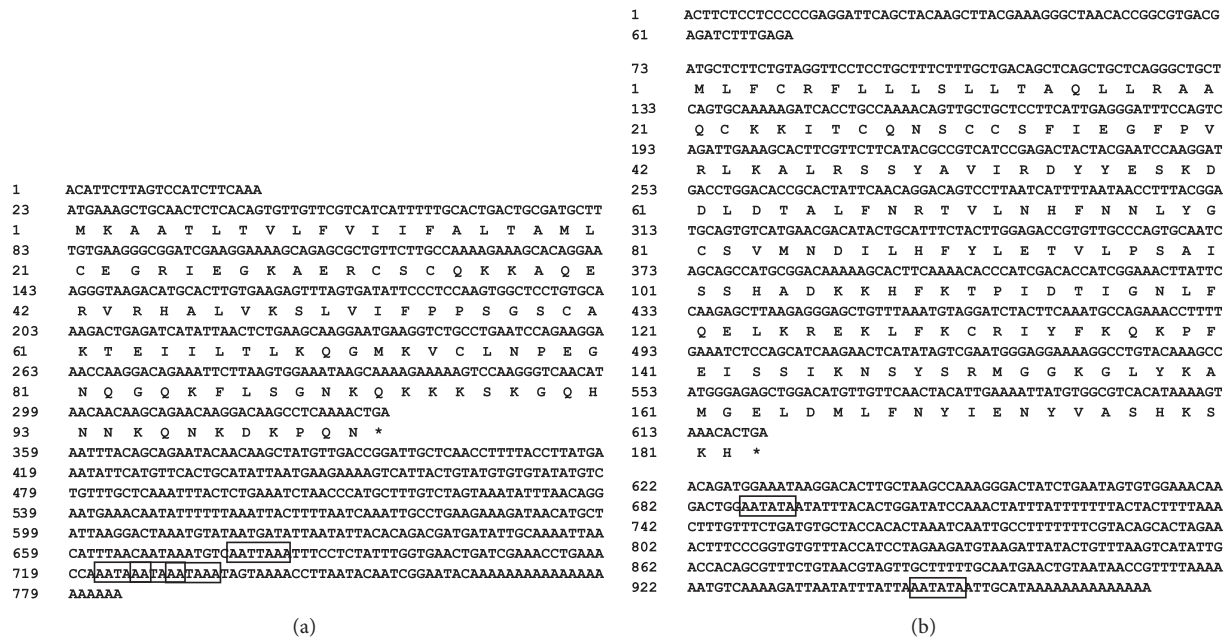 1 ACATTCTTAGTCCATCTTCAAA
23 ATGAAAGCTGCAACTCTCACAGTGTTGTTCGTCATCATTTTTGCACTGACTGCGATGCTT
1 M K A A T L T V L F V I I F A L T A M L
83 TGTGAAGGGCGGATCGAAGGAAAAGCAGAGCGCTGTTCTTGCCAAAAGAAAGCACAGGAA
21 C E G R I E G K A E R C S C Q K K A Q E
143 AGGGTAAGACATGCACTTGTGAAGAGTTTAGTGATATTCCCTCCAAGTGGCTCCTGTGCA
42 R V R H A L V K S L V I F P P S G S C A
203 AAGACTGAGATCATATTAACTCTGAAGCAAGGAATGAAGGTCTGCCTGAATCCAGAAGGA
61 K T E I I L T L K Q G M K V C L N P E G
263 AACCAAGGACAGAAATTCTTAAGTGGAAATAAGCAAAAGAAAAAGTCCAAGGGTCAACAT
81 N Q G Q K F L S G N K Q K K K S K G Q H
299 AACAACAAGCAGAACAAGGACAAGCCTCAAAACTGA
93 N N K Q N K D K P Q N *
359 AATTTACAGCAGAATACAACAAGCTATGTTGACCGGATTGCTCAACCTTTTACCTTATGA
419 AATATTCATGTTCACTGCATATTAATGAAGAAAAGTCATTACTGTATGTGTGTATATGTC
479 TGTTTGCTCAAATTTACTCTGAAATCTAACCCATGCTTTGTCTAGTAAATATTTAACAGG
539 AATGAAACAATATTTTTTAAATTACTTTTAATCAAATTGCCTGAAGAAAGATAACATGCT
599 ATTAAGGACTAAATGTATAATGATATTATACACAGACGATGATATTGCAAAATTAA
659 CATTTAACAATAAATGTCAATTAAATTTCCTCTATTTGGTGAACTGATCGAAACCTGAAA
719 CCAAATAAATAAATAAATAGTAAAACCTTAATACAATCGGAATACAAAAAAAAAAAAAAAA
779 AAAAAA
(a)
1 ACTTCTCCTCCCCCGAGGATTCAGCTACAAGCTTACGAAAGGGCTAACACCGGCGTGACG
61 AGATCTTTGAGA
73 ATGCTCTTCTGTAGGTTCCTCCTGCTTTCTTTGCTGACAGCTCAGCTGCTCAGGGCTGCT
1 M L F C R F L L L S L L T A Q L L R A A
133 CAGTGCAAAAAGATCACCTGCCAAAACAGTTGCTGCTCCTTCATTGAGGGATTTCCAGTC
21 Q C K K I T C Q N S C C S F I E G F P V
193 AGATTGAAAGCACTTCGTTCTTCATACGCCGTCATCCGAGACTACTACGAATCCAAGGAT
42 R L K A L R S S Y A V I R D Y Y E S K D
253 GACCTGGACACCGCACTATTCAACAGGACAGTCCTTAATCATTTTAATAACCTTTACGGA
61 D L D T A L F N R T V L N H F N N L Y G
313 TGCAGTGTCATGAACGACATACTGCATTTCTACTTGGAGACCGTGTTGCCCAGTGCAATC
81 C S V M N D I L H F Y L E T V L P S A I
373 AGCAGCCATGCGGACAAAAAGCACTTCAAAACACCCATCGACACCATCGGAAACTTATTC
101 S S H A D K K H F K T P I D T I G N L F
433 CAAGAGCTTAAGAGGGAGCTGTTTAAATGTAGGATCTACTTCAAATGCCAGAAACCTTTT
121 Q E L K R E K L F K C R I Y F K Q K P F
493 GAAATCTCCAGCATCAAGAACTCATATAGTCGAATGGGAGGAAAAGGCCTGTACAAAGCC
141 E I S S I K N S Y S R M G G K G L Y K A
553 ATGGGAGAGCTGGACATGTTGTTCAACTACATTGAAAATTATGTGGCGTCACATAAAAGT
161 M G E L D M L F N Y I E N Y V A S H K S
613 AAACACTGA
181 K H *
622 ACAGATGGAAATAAGGACACTTGCTAAGCCAAAGGGACTATCTGAATAGTGTGGAAACAA
682 GACTGGAATATAATATTTACACTGGATATCCAAACTATTTATTTTTTTACTACTTTTAAA
742 CTTTGTTTCTGATGTGCTACCACACTAAATCAATTGCCTTTTTTTCGTACAGCACTAGAA
802 ACTTTCCCGGTGTGTTTACCATCCTAGAAGATGTAAGATTATACTGTTTAAGTCATATTG
862 ACCACAGCGTTTCTGTAACGTAGTTGCTTTTTGCAATGAACTGTAATAACCGTTTTAAAA
922 AATGTCAAAAGATTAATATTTATTAAATATAATTGCATAAAAAAAAAAAAAA
(b)